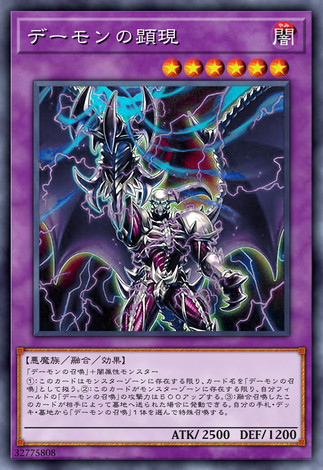 デーモンの顕現
やみ
闇
【悪魔族／融合／効果】
「デーモンの召喚」＋闇属性モンスター
①：このカードはモンスターゾーンに存在する限り、カード名を「デーモンの召
喚」として扱う。②：このカードがモンスターゾーンに存在する限り、自分フィ
ールドの「デーモンの召喚」の攻撃力は５００アップする。③：融合召喚したこ
のカードが相手によって墓地へ送られた場合に発動できる。自分の手札・デッ
キ・墓地から「デーモンの召喚」１体を選んで特殊召喚する。
ATK/ 2500 DEF/1200
32775808